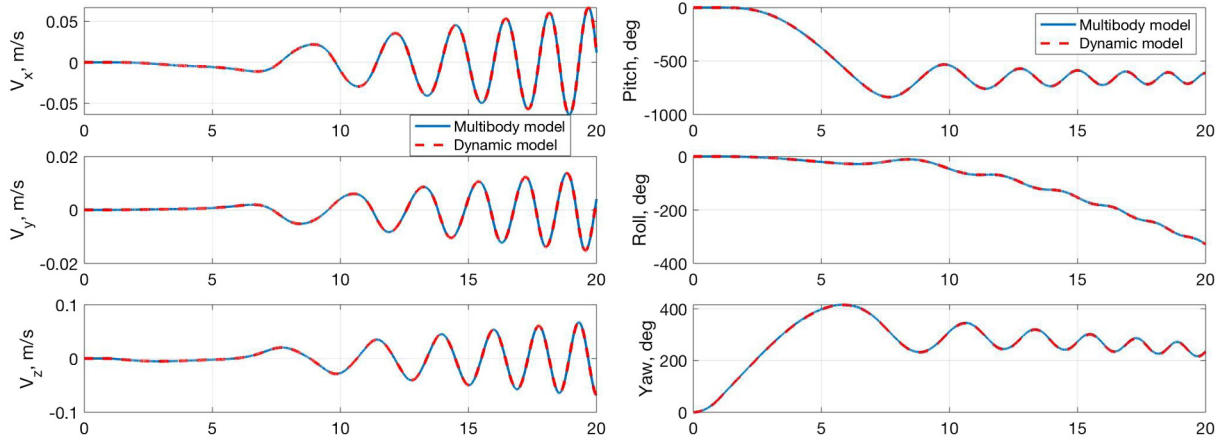 V_x, m/s
0.05
0
-0.05
0 5 10 15 20
Multibody model
Dynamic model
V_y, m/s
0.02
0
-0.02
0 5 10 15 20
V_z, m/s
0.1
0
-0.1
0 5 10 15 20
Pitch, deg
0
-500
-1000
0 5 10 15 20
Multibody model
Dynamic model
Roll, deg
0
-200
-400
0 5 10 15 20
Yaw, deg
400
200
0
0 5 10 15 20